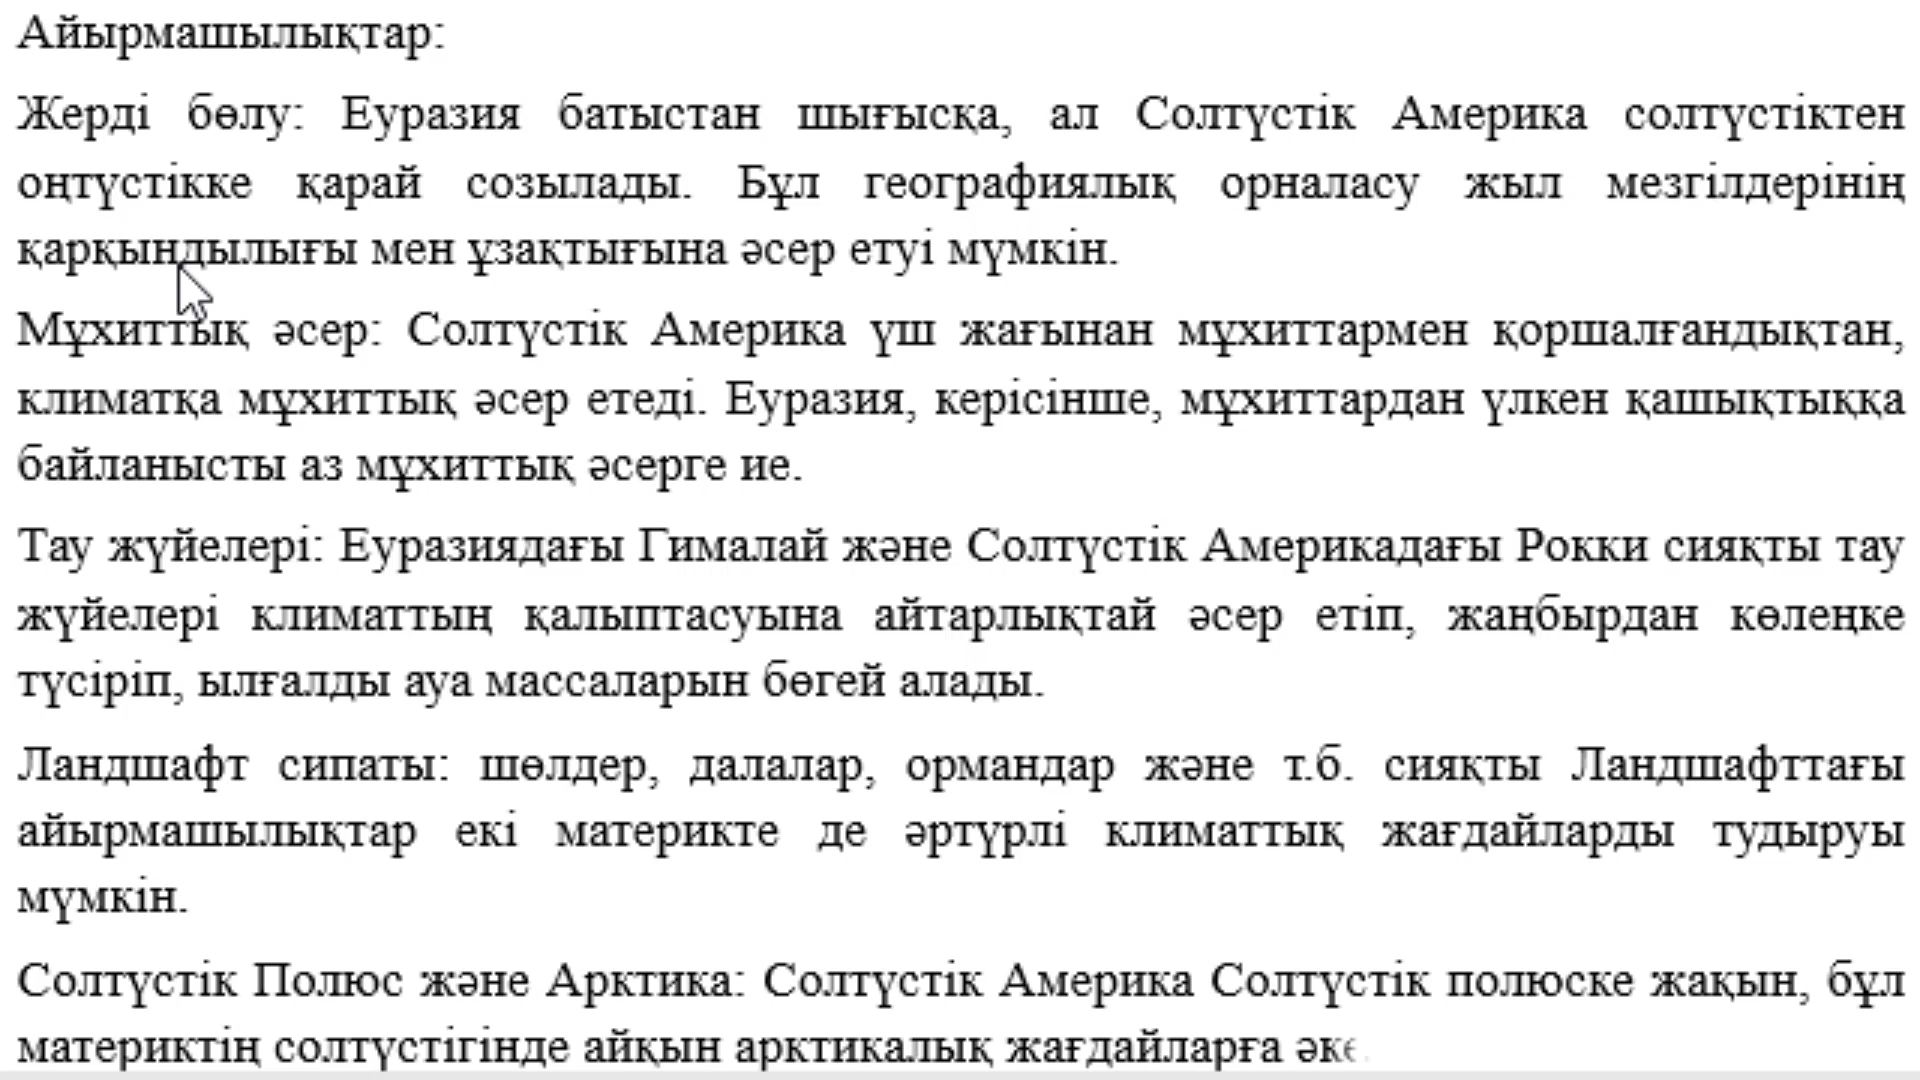 Айырмашылықтар:
Жерді бөлу: Еуразия батыстан шығысқа, ал Солтүстік Америка солтүстіктен
оңтүстікке қарай созылады. Бұл географиялық орналасу жыл мезгілдерінің
қарқындылығы мен ұзақтығына әсер етуі мүмкін.
Мұхиттық әсер: Солтүстік Америка үш жағынан мұхиттармен қоршалғандықтан,
климатқа мұхиттық әсер етеді. Еуразия, керісінше, мұхиттардан үлкен қашықтыққа
байланысты аз мұхиттық әсерге ие.
Тау жүйелері: Еуразиядағы Гималай және Солтүстік Америкадағы Рокки сияқты тау
жүйелері климаттың қалыптасуына айтарлықтай әсер етіп, жаңбырдан көлеңке
түсіріп, ылғалды ауа массаларын бөгей алады.
Ландшафт сипаты: шөлдер, далалар, ормандар және т.б. сияқты Ландшафттағы
айырмашылықтар екі материкте де әртүрлі климаттық жағдайларды тудыруы
мүмкін.
Солтүстік Полюс және Арктика: Солтүстік Америка Солтүстік полюске жақын, бұл
материктің солтүстігінде айқын арктикалық жағдайларға